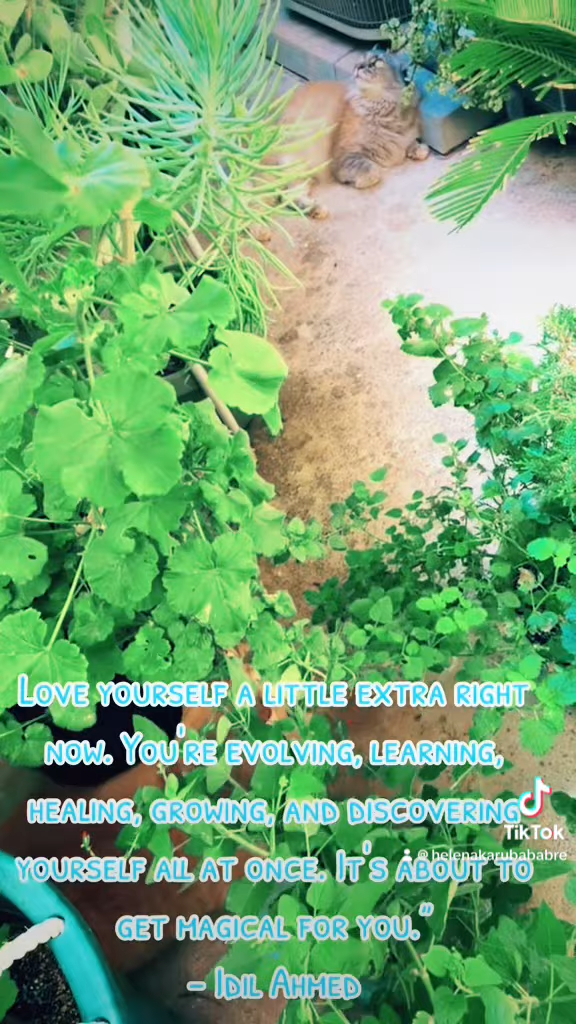 Love yourself a little extra right
now. You're evolving, learning,
healing, growing, and discovering
yourself all at once. It's about to
get magical for you."
- Idil Ahmed
TikTok
@helenakarubababre